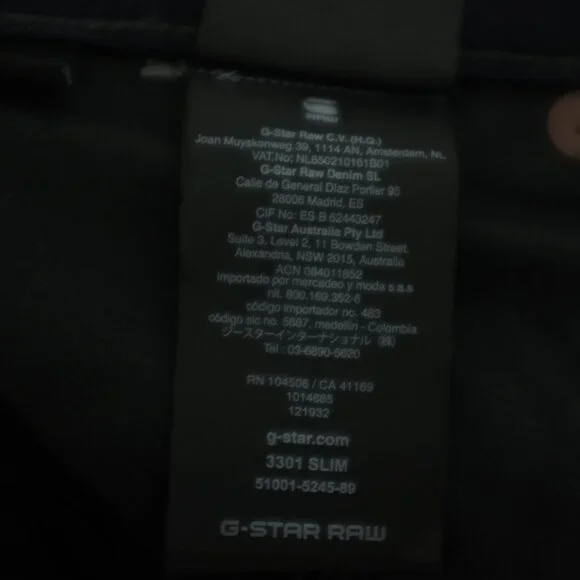 RAW
G-Star Raw C.V. (H.Q.)
Joan Muyskenweg 39, 1114 AN, Amsterdam, NL
VAT.No: NL850210161B01
G-Star Raw Denim SL
Calle de General Diaz Porlier 95
28006 Madrid, ES
CIF No: ES B 62443247
G-Star Australia Pty Ltd
Suite 3, Level 2, 11 Bowden Street.
Alexandria, NSW 2015, Australia
ACN 084011852
Importado por mercadeo y moda s.a.s
nit. 800.169.352-6
código importador no. 483
código sic no. 5687. medellin - Colombia
ジースターインターナショナル (株)
Tel : 03-6890-5620
RN 104506 / CA 41169
1014685
121932
g-star.com
3301 SLIM
51001-5245-89
G-STAR RAW